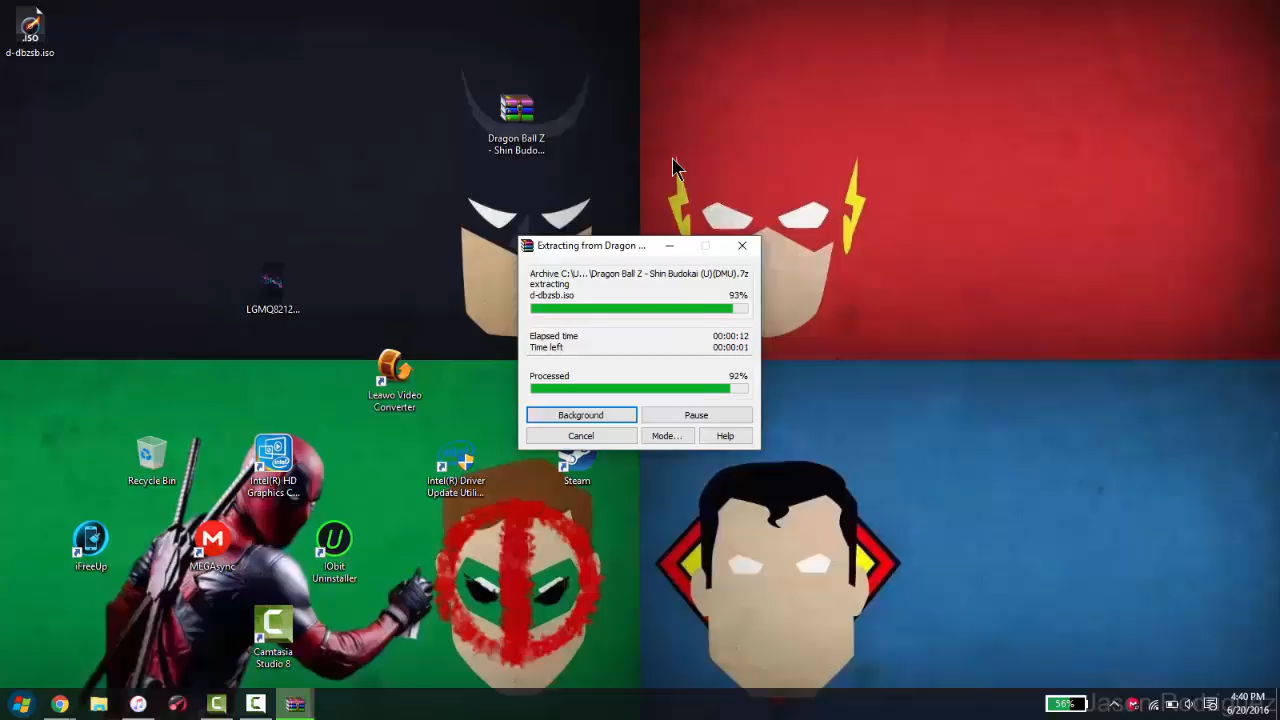 .ISO
d-dbzsb.iso
Dragon Ball Z
- Shin Budo...
Extracting from Dragon ...
Archive C:\U... \Dragon Ball Z - Shin Budokai (U)(DMU).7z
extracting
d-dbzsb.iso 93%
Elapsed time 00:00:12
Time left 00:00:01
Processed 92%
Background Pause
Cancel Mode... Help
LGMQ8212...
Leawo Video
Converter
Recycle Bin
intel
Intel(R) HD
Graphics C...
Intel(R) Driver
Update Utili...
Steam
iFreeUp
MEGAsync
IObit
Uninstaller
Camtasia
Studio 8
56%
4:40 PM
6/20/2016
Jason Rodriguez